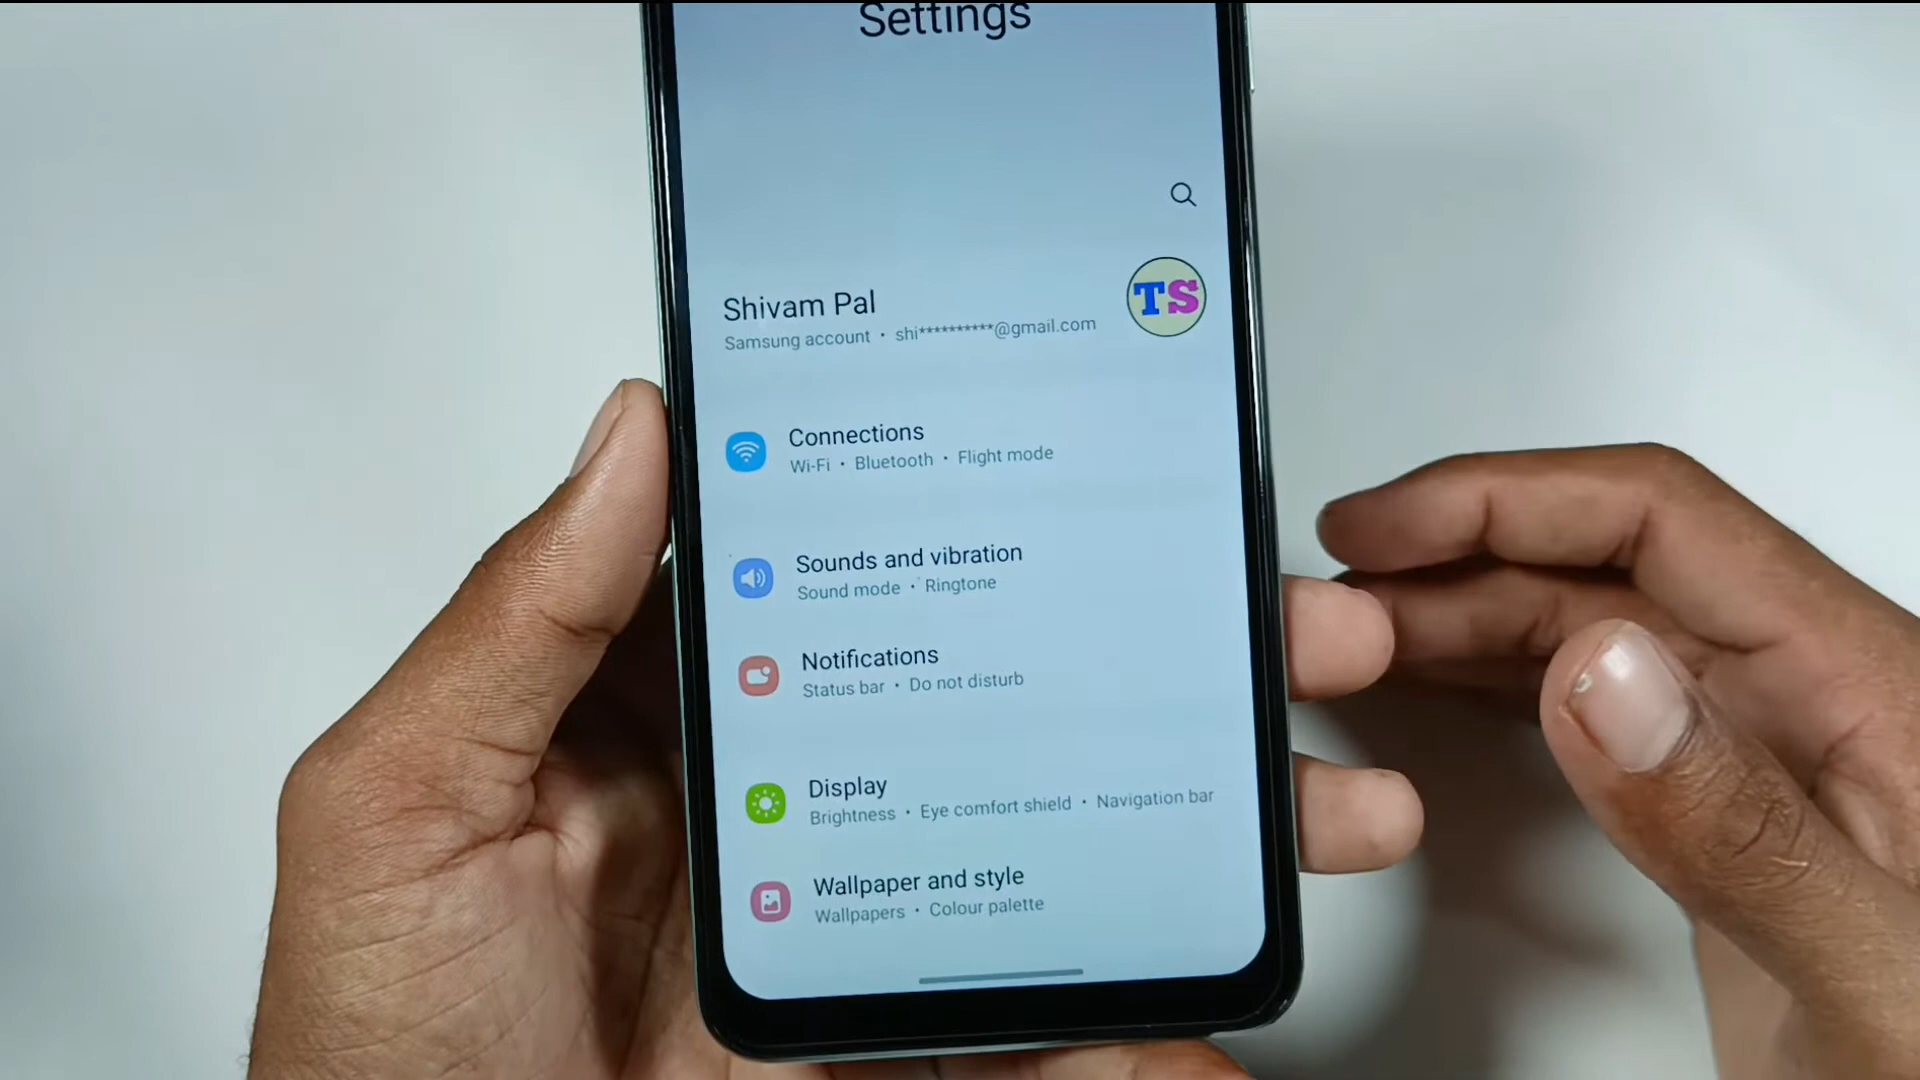 Settings
Shivam Pal
TS
Samsung account • shi**********@gmail.com
Connections
Wi-Fi • Bluetooth • Flight mode
Sounds and vibration
Sound mode • Ringtone
Notifications
Status bar • Do not disturb
Display
Brightness • Eye comfort shield • Navigation bar
Wallpaper and style
Wallpapers • Colour palette